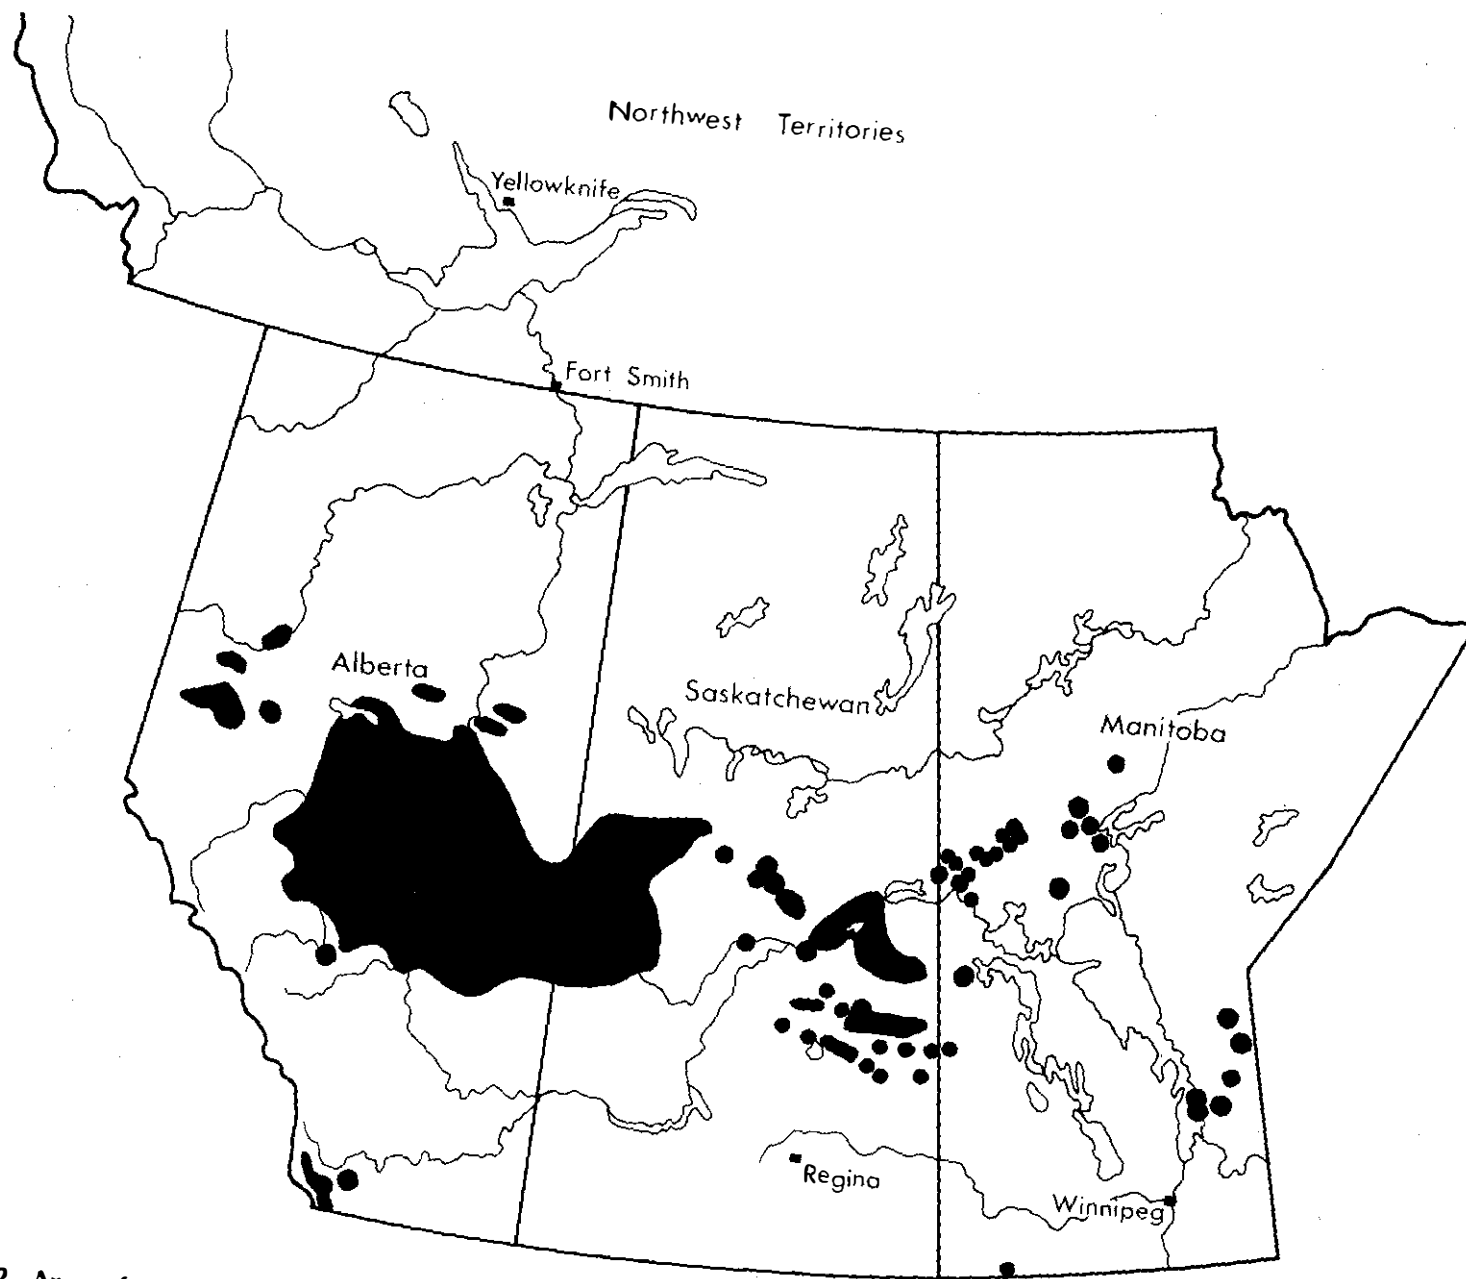 Northwest Territories
Yellowknife
Fort Smith
Alberta
Saskatchewan
Manitoba
Regina
Winnipeg